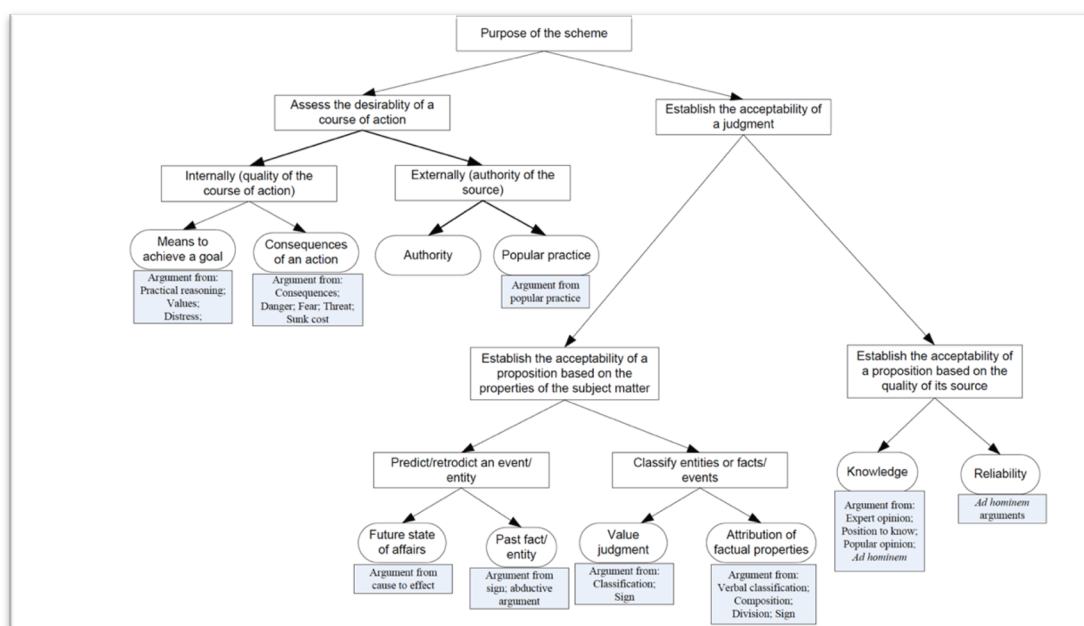 Purpose of the scheme
Assess the desirablity of a
course of action
Establish the acceptability of
a judgment
Internally (quality of the
course of action)
Externally (authority of the
source)
Means to
achieve a goal
Consequences
of an action
Authority
Popular practice
Argument from:
Practical reasoning;
Values;
Distress;
Argument from:
Consequences;
Danger; Fear; Threat;
Sunk cost
Argument from
popular practice
Establish the acceptability of a
proposition based on the
properties of the subject matter
Establish the acceptability of
a proposition based on the
quality of its source
Predict/retrodict an event/
entity
Classify entities or facts/
events
Knowledge
Reliability
Argument from:
Expert opinion;
Position to know;
Popular opinion;
Ad hominem
Ad hominem
arguments
Future state
of affairs
Past fact/
entity
Value
judgment
Attribution of
factual properties
Argument from
cause to effect
Argument from
sign; abductive
argument
Argument from:
Classification;
Sign
Argument from:
Verbal classification;
Composition;
Division; Sign